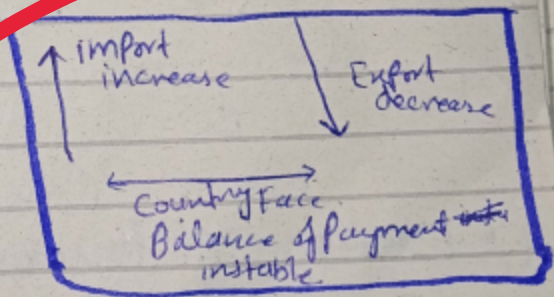 import
increase
Export
decrease
Country Face
Balance of Payment
instable